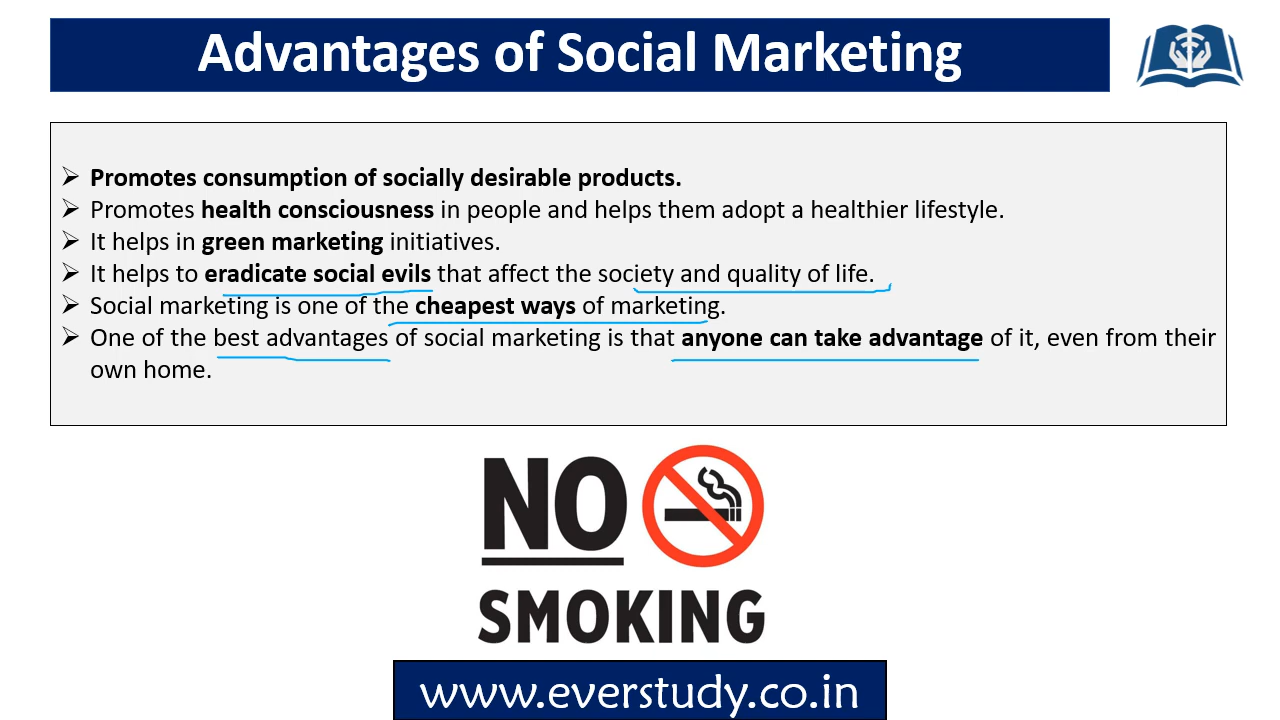 Advantages of Social Marketing
➢ Promotes consumption of socially desirable products.
➢ Promotes health consciousness in people and helps them adopt a healthier lifestyle.
➢ It helps in green marketing initiatives.
➢ It helps to eradicate social evils that affect the society and quality of life.
➢ Social marketing is one of the cheapest ways of marketing.
➢ One of the best advantages of social marketing is that anyone can take advantage of it, even from their
own home.
NO
SMOKING
www.everstudy.co.in